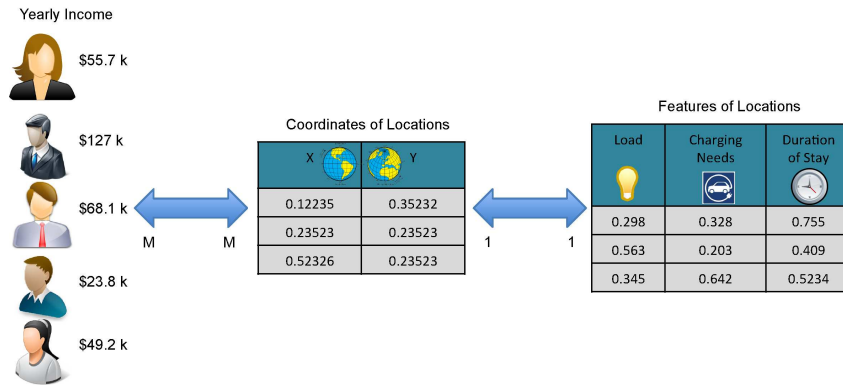 Yearly Income
$55.7 k
$127 k
$68.1 k
$23.8 k
$49.2 k
M M
Coordinates of Locations
X Y
0.12235 0.35232
0.23523 0.23523
0.52326 0.23523
1 1
Features of Locations
Load Charging Needs Duration of Stay
0.298 0.328 0.755
0.563 0.203 0.409
0.345 0.642 0.5234